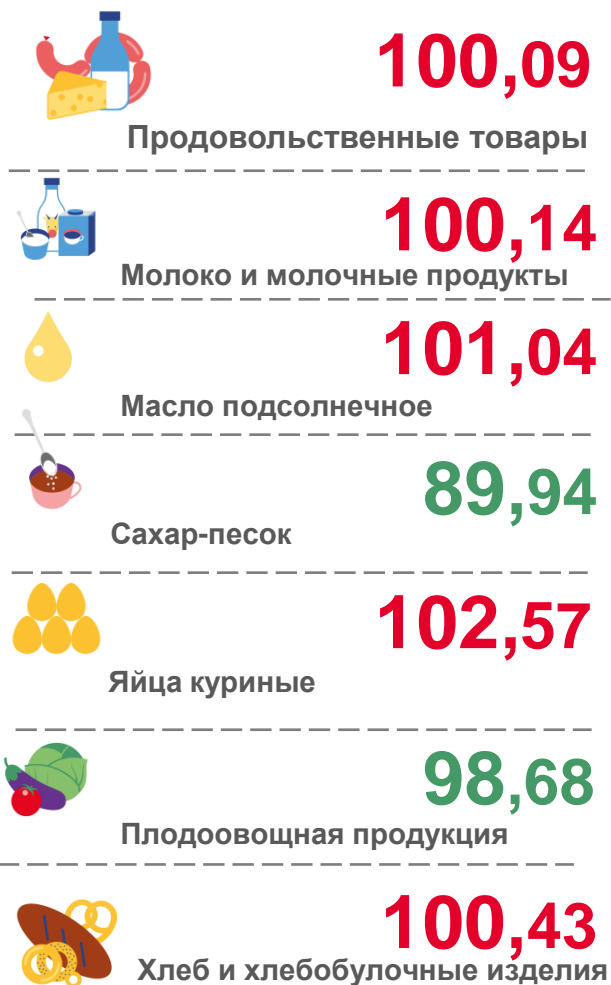 100,09
Продовольственные товары
100,14
Молоко и молочные продукты
101,04
Масло подсолнечное
89,94
Сахар-песок
102,57
Яйца куриные
98,68
Плодоовощная продукция
100,43
Хлеб и хлебобулочные изделия